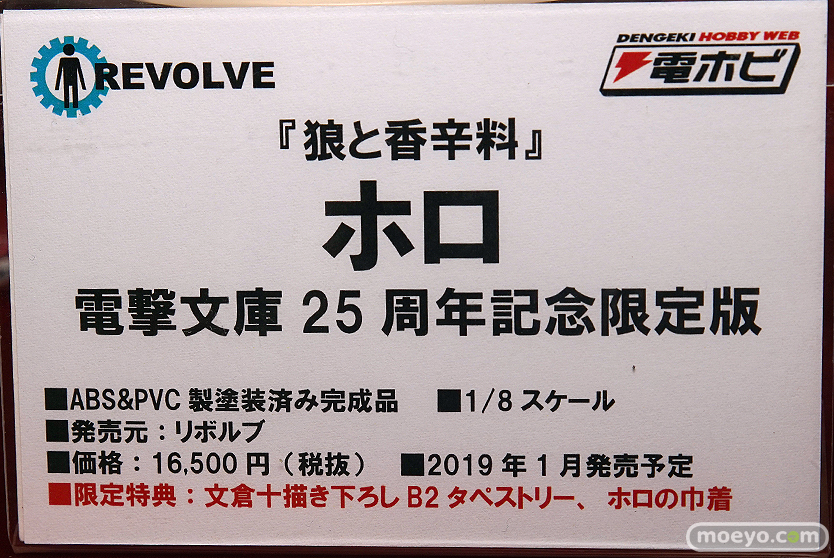 REVOLVE
DENGEKI HOBBY WEB
電ホビ
『狼と香辛料』
ホロ
電撃文庫 25 周年記念限定版
■ABS&PVC 製塗装済み完成品 ■1/8 スケール
■発売元:リボルブ
■価格:16,500 円(税抜) ■2019 年 1 月発売予定
■限定特典:文倉十描き下ろし B2 タペストリー、ホロの巾着
moeyo.com